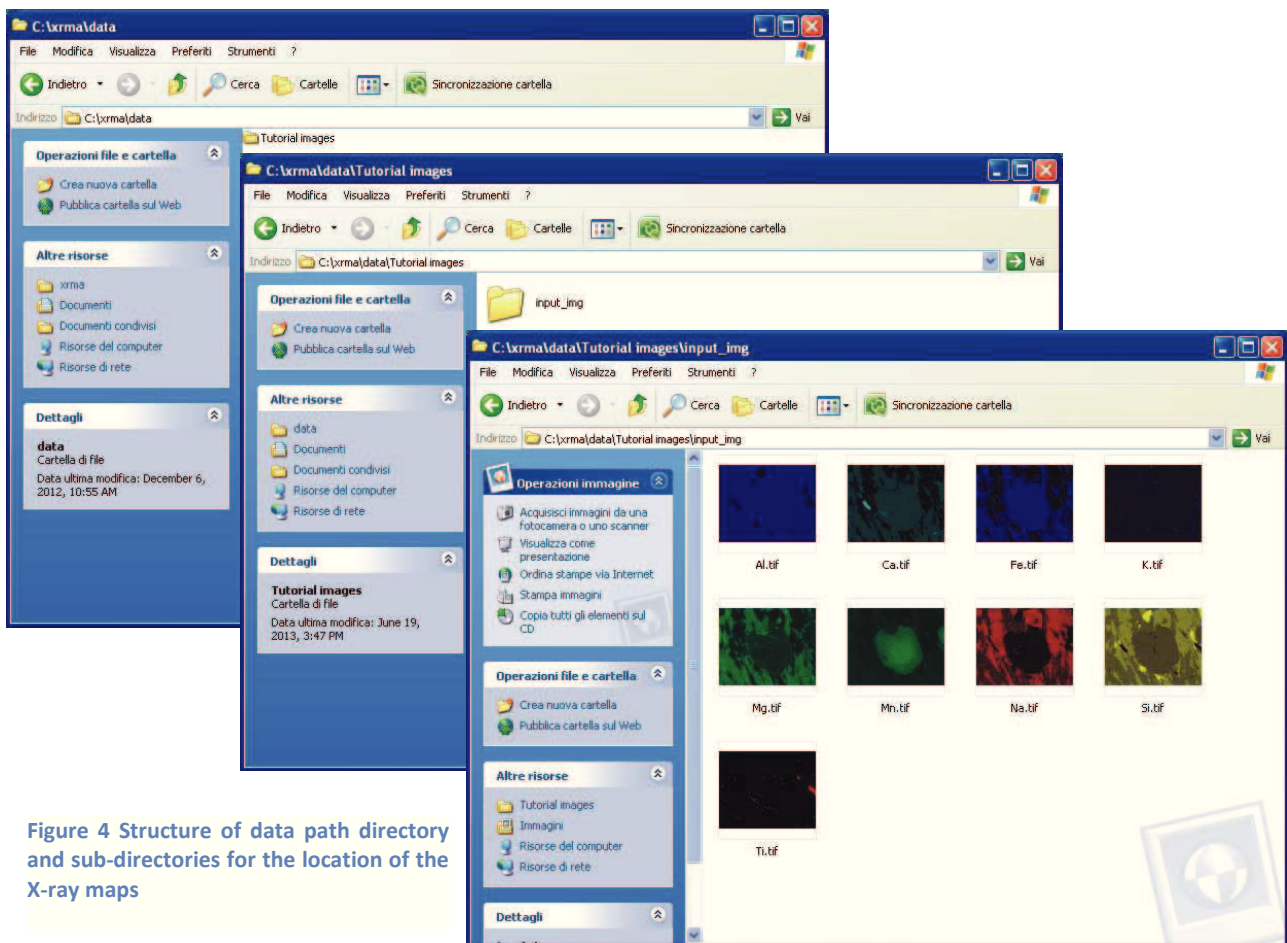 C:\xrma\data
File Modifica Visualizza Preferiti Strumenti ?
Indietro Cerca Cartelle Sincronizzazione cartella
Indirizzo C:\xrma\data Vai
Operazioni file e cartella
Crea nuova cartella
Pubblica cartella sul Web
Altre risorse
xrma
Documenti
Documenti condivisi
Risorse del computer
Risorse di rete
Dettagli
data
Cartella di file
Data ultima modifica: December 6,
2012, 10:55 AM
Tutorial images
C:\xrma\data\Tutorial images
File Modifica Visualizza Preferiti Strumenti ?
Indietro Cerca Cartelle Sincronizzazione cartella
Indirizzo C:\xrma\data\Tutorial images Vai
Operazioni file e cartella
Crea nuova cartella
Pubblica cartella sul Web
Altre risorse
data
Documenti
Documenti condivisi
Risorse del computer
Risorse di rete
Dettagli
Tutorial images
Cartella di file
Data ultima modifica: June 19,
2013, 3:47 PM
input_img
C:\xrma\data\Tutorial images\input_img
File Modifica Visualizza Preferiti Strumenti ?
Indietro Cerca Cartelle Sincronizzazione cartella
Indirizzo C:\xrma\data\Tutorial images\input_img Vai
Operazioni immagine
Acquisisci immagini da una
fotocamera o uno scanner
Visualizza come
presentazione
Ordina stampe via Internet
Stampa immagini
Copia tutti gli elementi sul
CD
Operazioni file e cartella
Crea nuova cartella
Pubblica cartella sul Web
Altre risorse
Tutorial images
Immagini
Risorse del computer
Risorse di rete
Dettagli
Al.tif Ca.tif Fe.tif K.tif
Mg.tif Mn.tif Na.tif Si.tif
Ti.tif
Figure 4 Structure of data path directory
and sub-directories for the location of the
X-ray maps